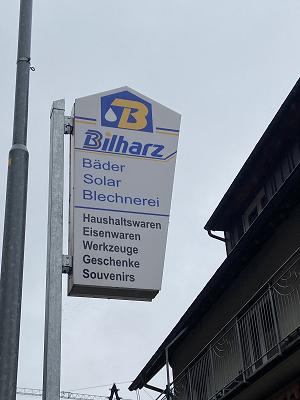 B
Bilharz
Bäder
Solar
Blechnerei
Haushaltswaren
Eisenwaren
Werkzeuge
Geschenke
Souvenirs